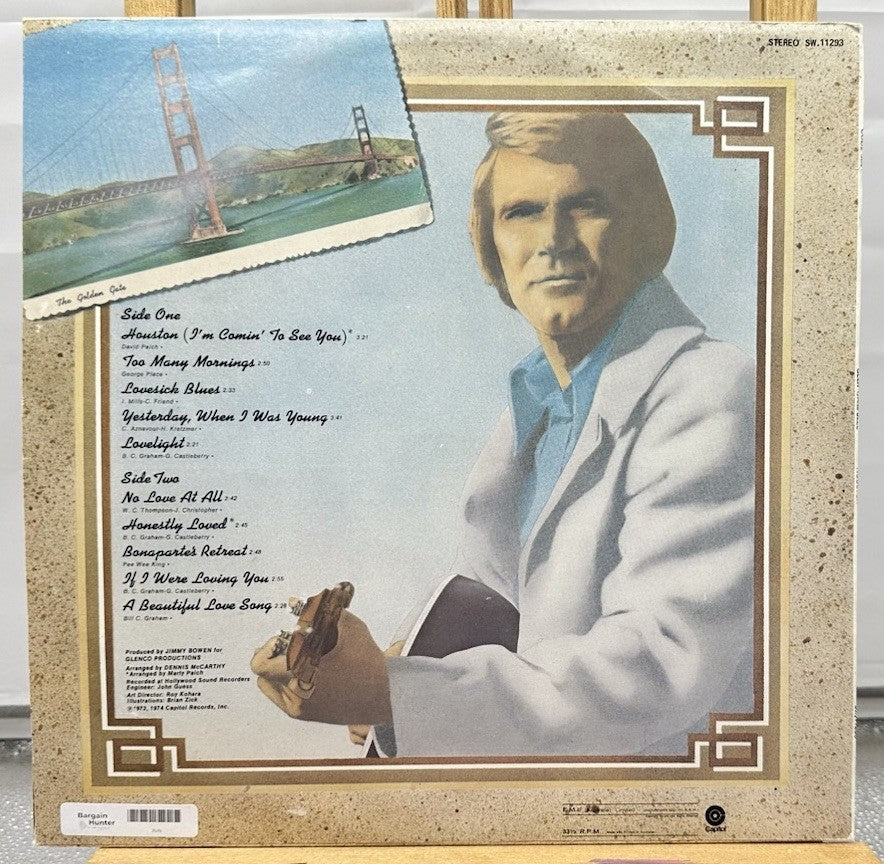 STEREO SW.11293
The Golden Gate
Side One
Houston (I'm Comin' To See You)* 3:21
David Paich •
Too Many Mornings 2:50
George Place •
Lovesick Blues 2:33
I. Mills-C. Friend •
Yesterday, When I Was Young 3:41
C. Aznavour-H. Kretzmer •
Lovelight 2:21
B. C. Graham-G. Castleberry •
Side Two
No Love At All 2:42
W. C. Thompson-J. Christopher •
Honestly Loved* 2:45
B. C. Graham-G. Castleberry •
Bonaparte's Retreat 2:48
Pee Wee King •
If I Were Loving You 2:55
B. C. Graham-G. Castleberry •
A Beautiful Love Song 2:28
Bill C. Graham •
Produced by JIMMY BOWEN for
GLENCO PRODUCTIONS
Arranged by DENNIS McCARTHY
*Arranged by Marty Paich
Recorded at Hollywood Sound Recorders
Engineer: John Guess
Art Director: Roy Kohara
Illustrations: Brian Zick
℗1973, 1974 Capitol Records, Inc.
Bargain
Hunter
33⅓ R.P.M.
Capitol